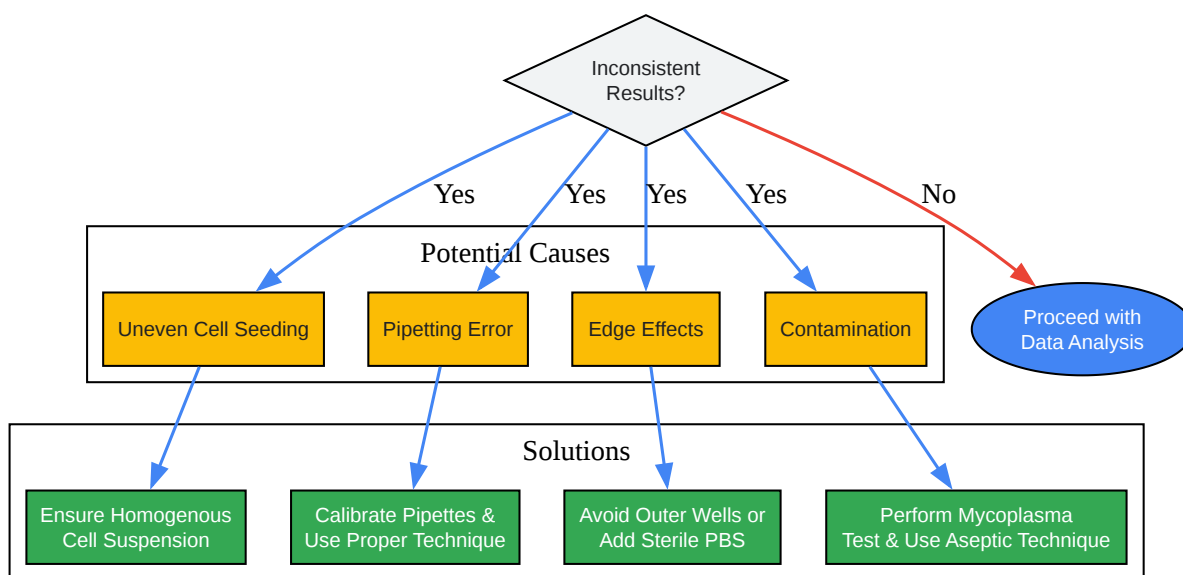 Inconsistent
Results?
Yes
Yes
Yes
Yes
No
Potential Causes
Uneven Cell Seeding
Pipetting Error
Edge Effects
Contamination
Proceed with
Data Analysis
Solutions
Ensure Homogenous
Cell Suspension
Calibrate Pipettes &
Use Proper Technique
Avoid Outer Wells or
Add Sterile PBS
Perform Mycoplasma
Test & Use Aseptic Technique